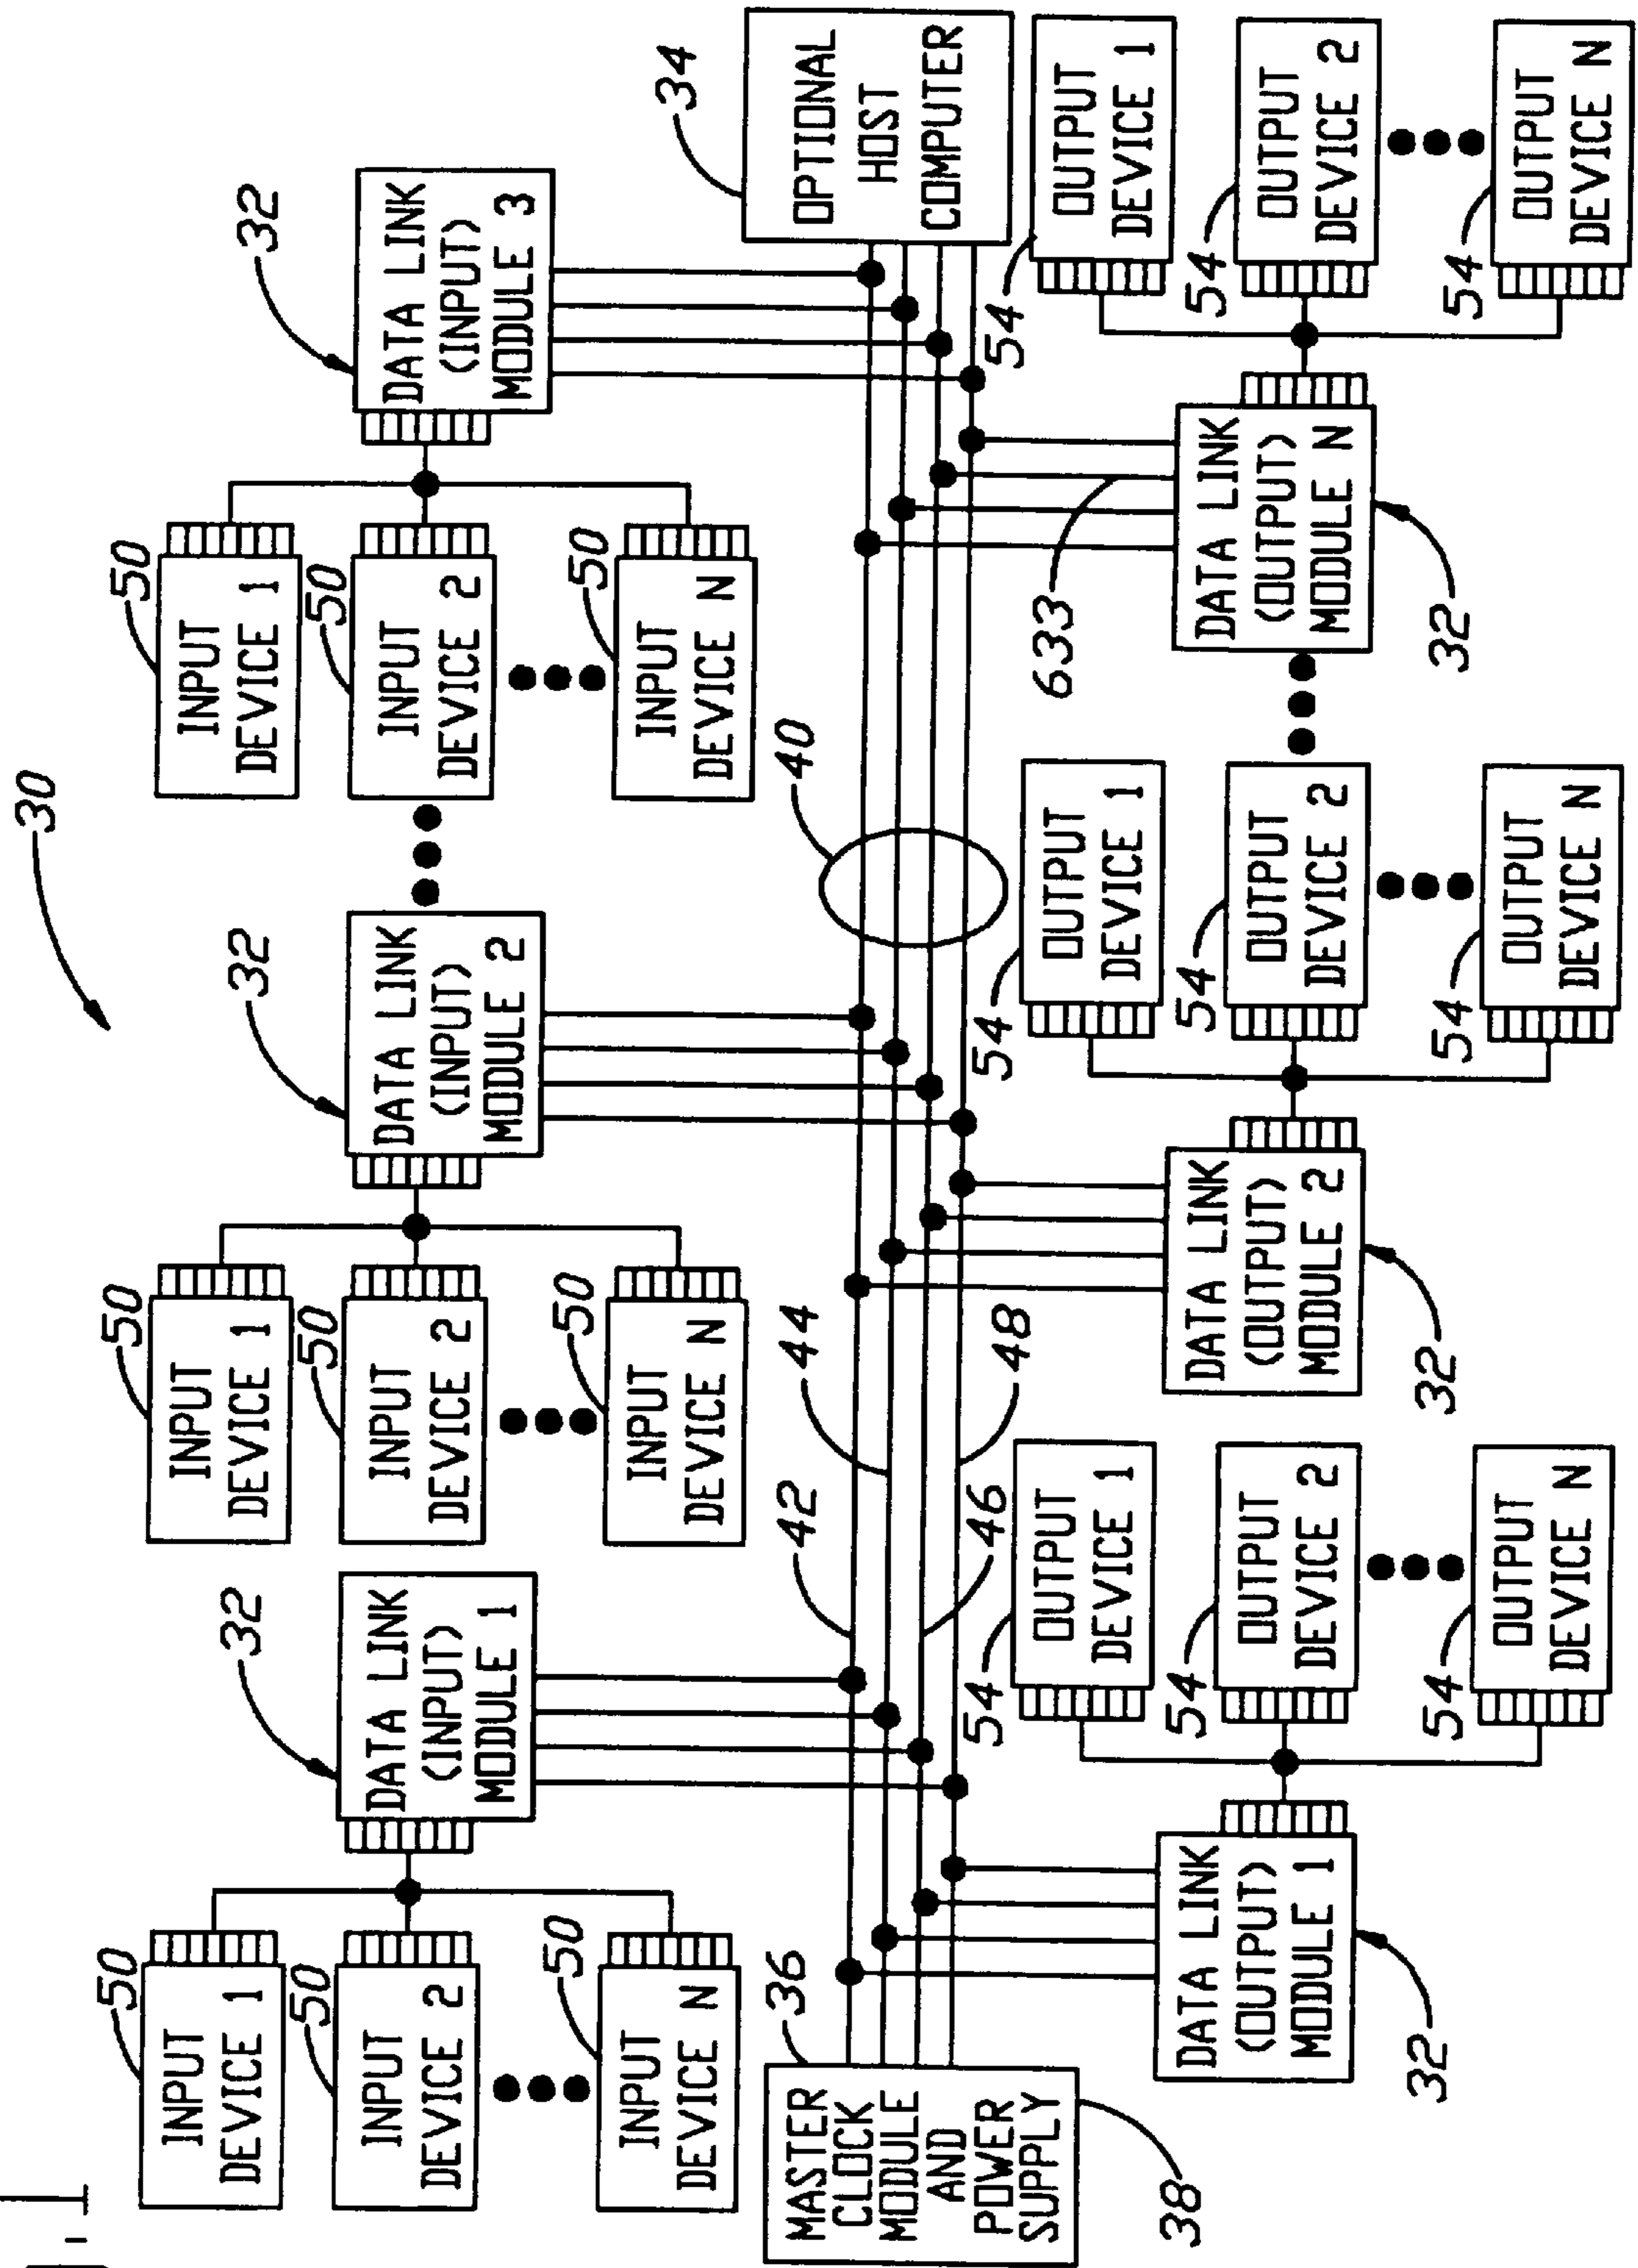 30
50
INPUT
DEVICE 1
50
INPUT
DEVICE 2
50
INPUT
DEVICE N
32
DATA LINK
(INPUT)
MODULE 1
50
INPUT
DEVICE 1
50
INPUT
DEVICE 2
50
INPUT
DEVICE N
32
DATA LINK
(INPUT)
MODULE 2
50
INPUT
DEVICE 1
50
INPUT
DEVICE 2
50
INPUT
DEVICE N
32
DATA LINK
(INPUT)
MODULE 3
34
OPTIONAL
HOST
COMPUTER
36
MASTER
CLOCK
MODULE
AND
POWER
SUPPLY
38
42
44
46
48
40
633
DATA LINK
(OUTPUT)
MODULE 1
32
54
OUTPUT
DEVICE 1
54
OUTPUT
DEVICE 2
54
OUTPUT
DEVICE N
DATA LINK
(OUTPUT)
MODULE 2
32
54
OUTPUT
DEVICE 1
54
OUTPUT
DEVICE 2
54
OUTPUT
DEVICE N
DATA LINK
(OUTPUT)
MODULE N
32
54
OUTPUT
DEVICE 1
54
OUTPUT
DEVICE 2
54
OUTPUT
DEVICE N